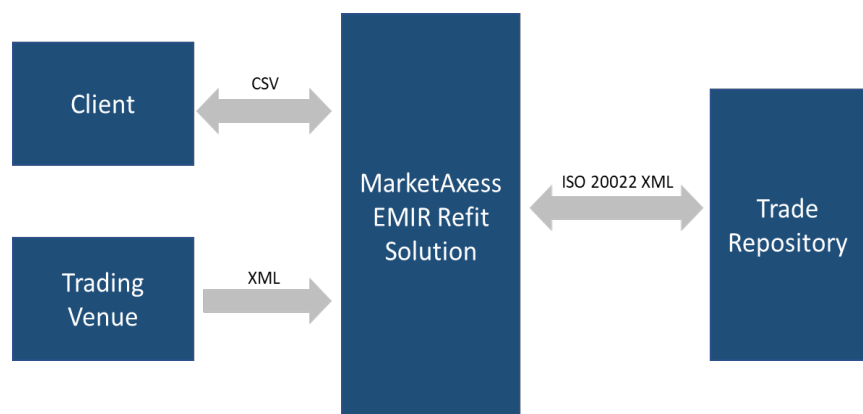 Client
CSV
MarketAxess
EMIR Refit
Solution
ISO 20022 XML
Trade
Repository
Trading
Venue
XML